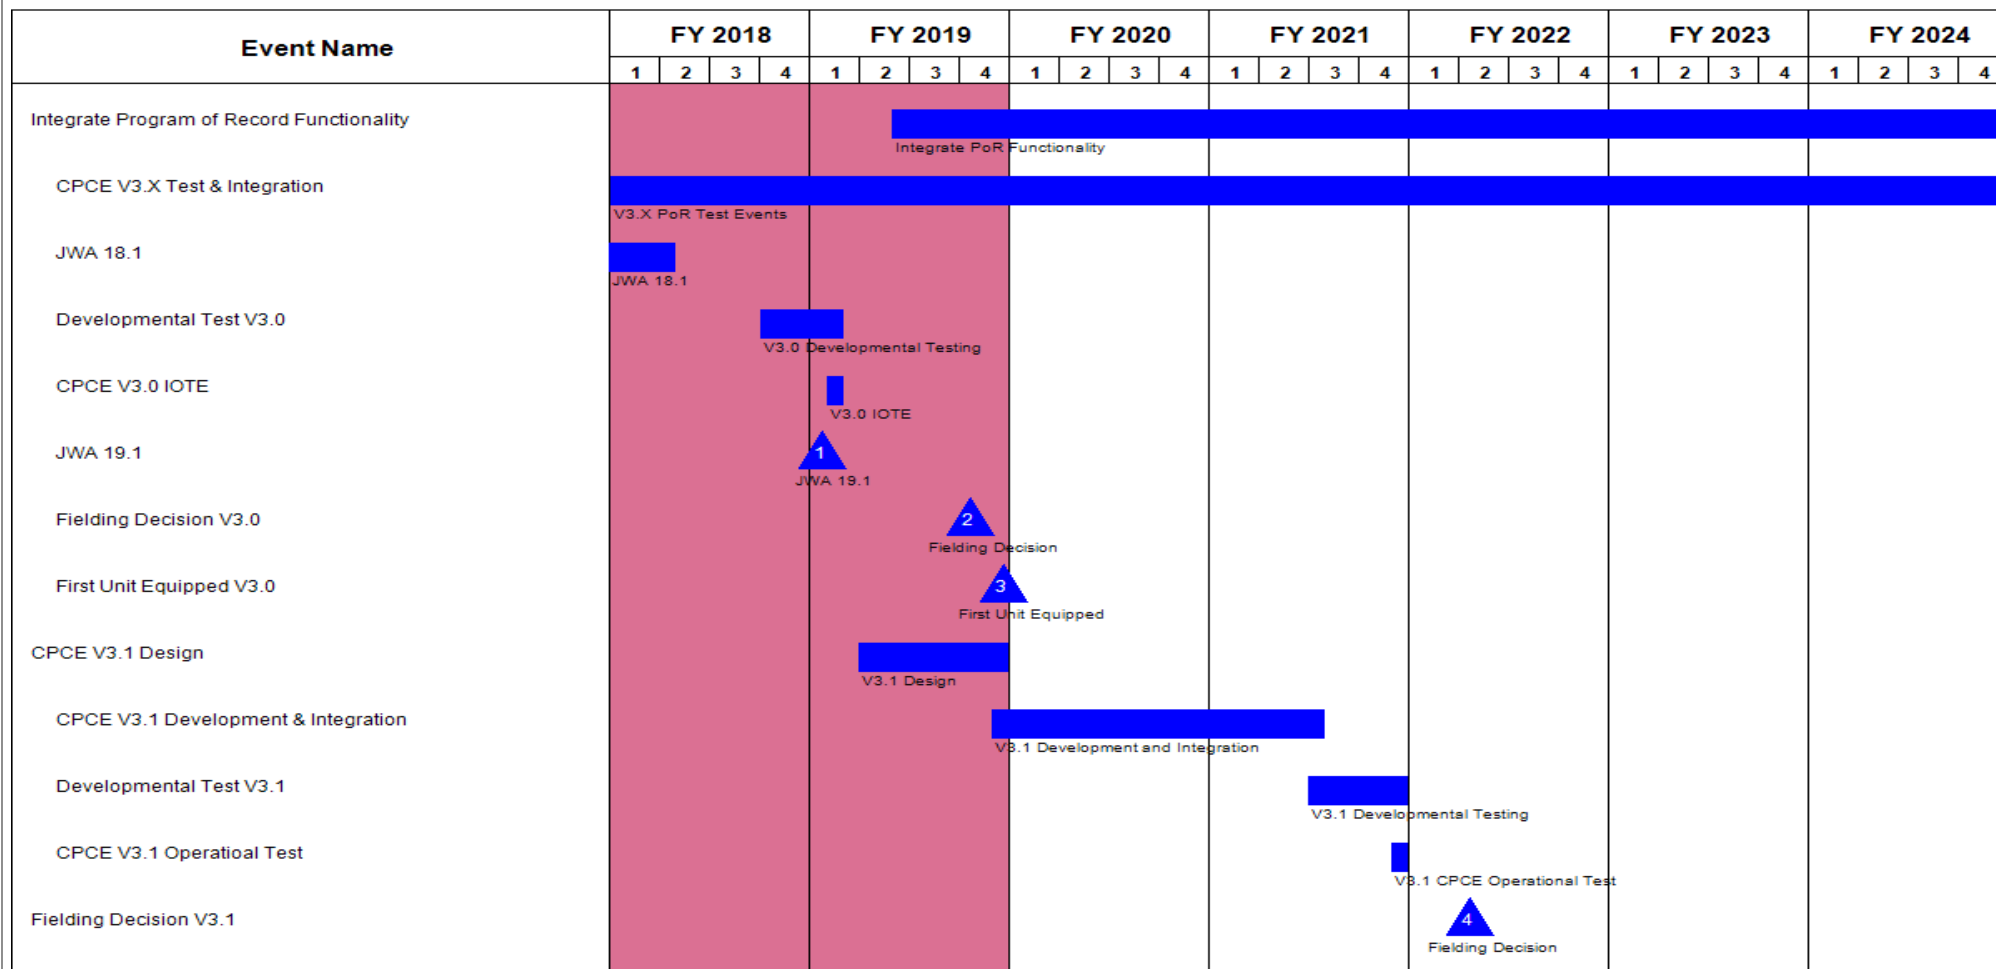 Event Name
FY 2018 FY 2019 FY 2020 FY 2021 FY 2022 FY 2023 FY 2024
1 2 3 4 1 2 3 4 1 2 3 4 1 2 3 4 1 2 3 4 1 2 3 4 1 2 3 4
Integrate Program of Record Functionality
Integrate PoR Functionality
CPCE V3.X Test & Integration
V3.X PoR Test Events
JWA 18.1
JWA 18.1
Developmental Test V3.0
V3.0 Developmental Testing
CPCE V3.0 IOTE
V3.0 IOTE
JWA 19.1
1
JWA 19.1
Fielding Decision V3.0
2
Fielding Decision
First Unit Equipped V3.0
3
First Unit Equipped
CPCE V3.1 Design
V3.1 Design
CPCE V3.1 Development & Integration
V3.1 Development and Integration
Developmental Test V3.1
V3.1 Developmental Testing
CPCE V3.1 Operatioal Test
V3.1 CPCE Operational Test
Fielding Decision V3.1
4
Fielding Decision